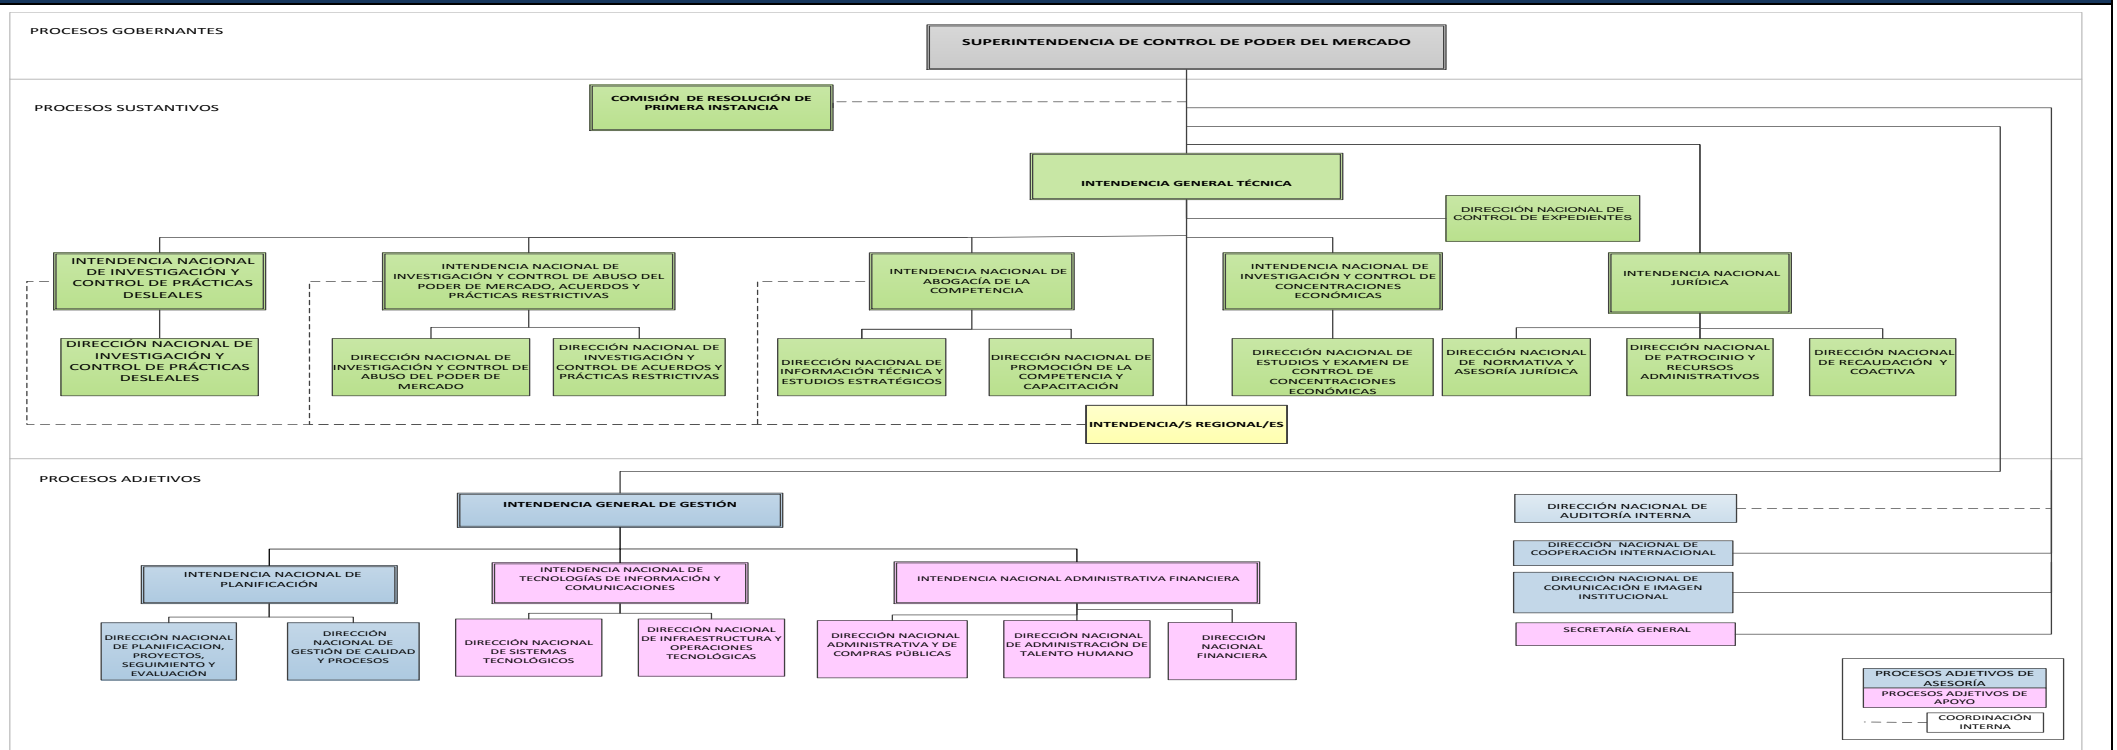 PROCESOS GOBERNANTES
SUPERINTENDENCIA DE CONTROL DE PODER DEL MERCADO
PROCESOS SUSTANTIVOS
COMISIÓN DE RESOLUCIÓN DE
PRIMERA INSTANCIA
INTENDENCIA GENERAL TÉCNICA
DIRECCIÓN NACIONAL DE
CONTROL DE EXPEDIENTES
INTENDENCIA NACIONAL
DE INVESTIGACIÓN Y
CONTROL DE PRÁCTICAS
DESLEALES
INTENDENCIA NACIONAL DE
INVESTIGACIÓN Y CONTROL DE ABUSO DEL
PODER DE MERCADO, ACUERDOS Y
PRÁCTICAS RESTRICTIVAS
INTENDENCIA NACIONAL DE
ABOGACÍA DE LA
COMPETENCIA
INTENDENCIA NACIONAL DE
INVESTIGACIÓN Y CONTROL DE
CONCENTRACIONES
ECONÓMICAS
INTENDENCIA NACIONAL
JURÍDICA
DIRECCIÓN NACIONAL DE
INVESTIGACIÓN Y
CONTROL DE PRÁCTICAS
DESLEALES
DIRECCIÓN NACIONAL DE
INVESTIGACIÓN Y CONTROL DE
ABUSO DEL PODER DE
MERCADO
DIRECCIÓN NACIONAL DE
INVESTIGACIÓN Y
CONTROL DE ACUERDOS Y
PRÁCTICAS RESTRICTIVAS
DIRECCIÓN NACIONAL DE
INFORMACIÓN TÉCNICA Y
ESTUDIOS ESTRATÉGICOS
DIRECCIÓN NACIONAL DE
PROMOCIÓN DE LA
COMPETENCIA Y
CAPACITACIÓN
DIRECCIÓN NACIONAL DE
ESTUDIOS Y EXAMEN DE
CONTROL DE
CONCENTRACIONES
ECONÓMICAS
DIRECCIÓN NACIONAL
DE NORMATIVA Y
ASESORÍA JURÍDICA
DIRECCIÓN NACIONAL
DE PATROCINIO Y
RECURSOS
ADMINISTRATIVOS
DIRECCIÓN NACIONAL
DE RECAUDACIÓN Y
COACTIVA
INTENDENCIA/S REGIONAL/ES
PROCESOS ADJETIVOS
INTENDENCIA GENERAL DE GESTIÓN
INTENDENCIA NACIONAL DE
PLANIFICACIÓN
INTENDENCIA NACIONAL DE
TECNOLOGÍAS DE INFORMACIÓN Y
COMUNICACIONES
INTENDENCIA NACIONAL ADMINISTRATIVA FINANCIERA
DIRECCIÓN NACIONAL
DE PLANIFICACION,
PROYECTOS,
SEGUIMIENTO Y
EVALUACIÓN
DIRECCIÓN
NACIONAL DE
GESTIÓN DE CALIDAD
Y PROCESOS
DIRECCIÓN NACIONAL
DE SISTEMAS
TECNOLÓGICOS
DIRECCIÓN NACIONAL
DE INFRAESTRUCTURA Y
OPERACIONES
TECNOLÓGICAS
DIRECCIÓN NACIONAL
ADMINISTRATIVA Y DE
COMPRAS PÚBLICAS
DIRECCIÓN NACIONAL
DE ADMINISTRACIÓN DE
TALENTO HUMANO
DIRECCIÓN
NACIONAL
FINANCIERA
DIRECCIÓN NACIONAL DE
AUDITORÍA INTERNA
DIRECCIÓN NACIONAL DE
COOPERACIÓN INTERNACIONAL
DIRECCIÓN NACIONAL DE
COMUNICACIÓN E IMAGEN
INSTITUCIONAL
SECRETARÍA GENERAL
PROCESOS ADJETIVOS DE
ASESORÍA
PROCESOS ADJETIVOS DE
APOYO
COORDINACIÓN
INTERNA